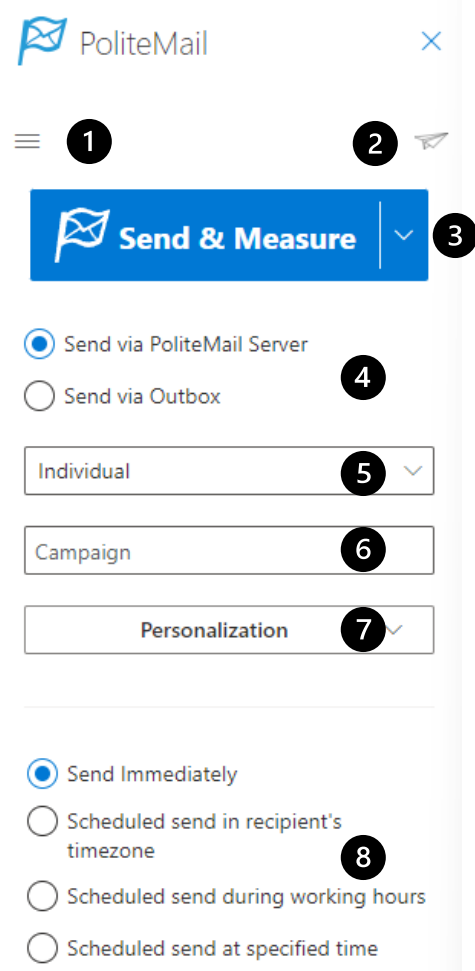 PoliteMail
1
2
Send & Measure
3
Send via PoliteMail Server
4
Send via Outbox
Individual
5
Campaign
6
Personalization
7
Send Immediately
Scheduled send in recipient's
timezone
8
Scheduled send during working hours
Scheduled send at specified time